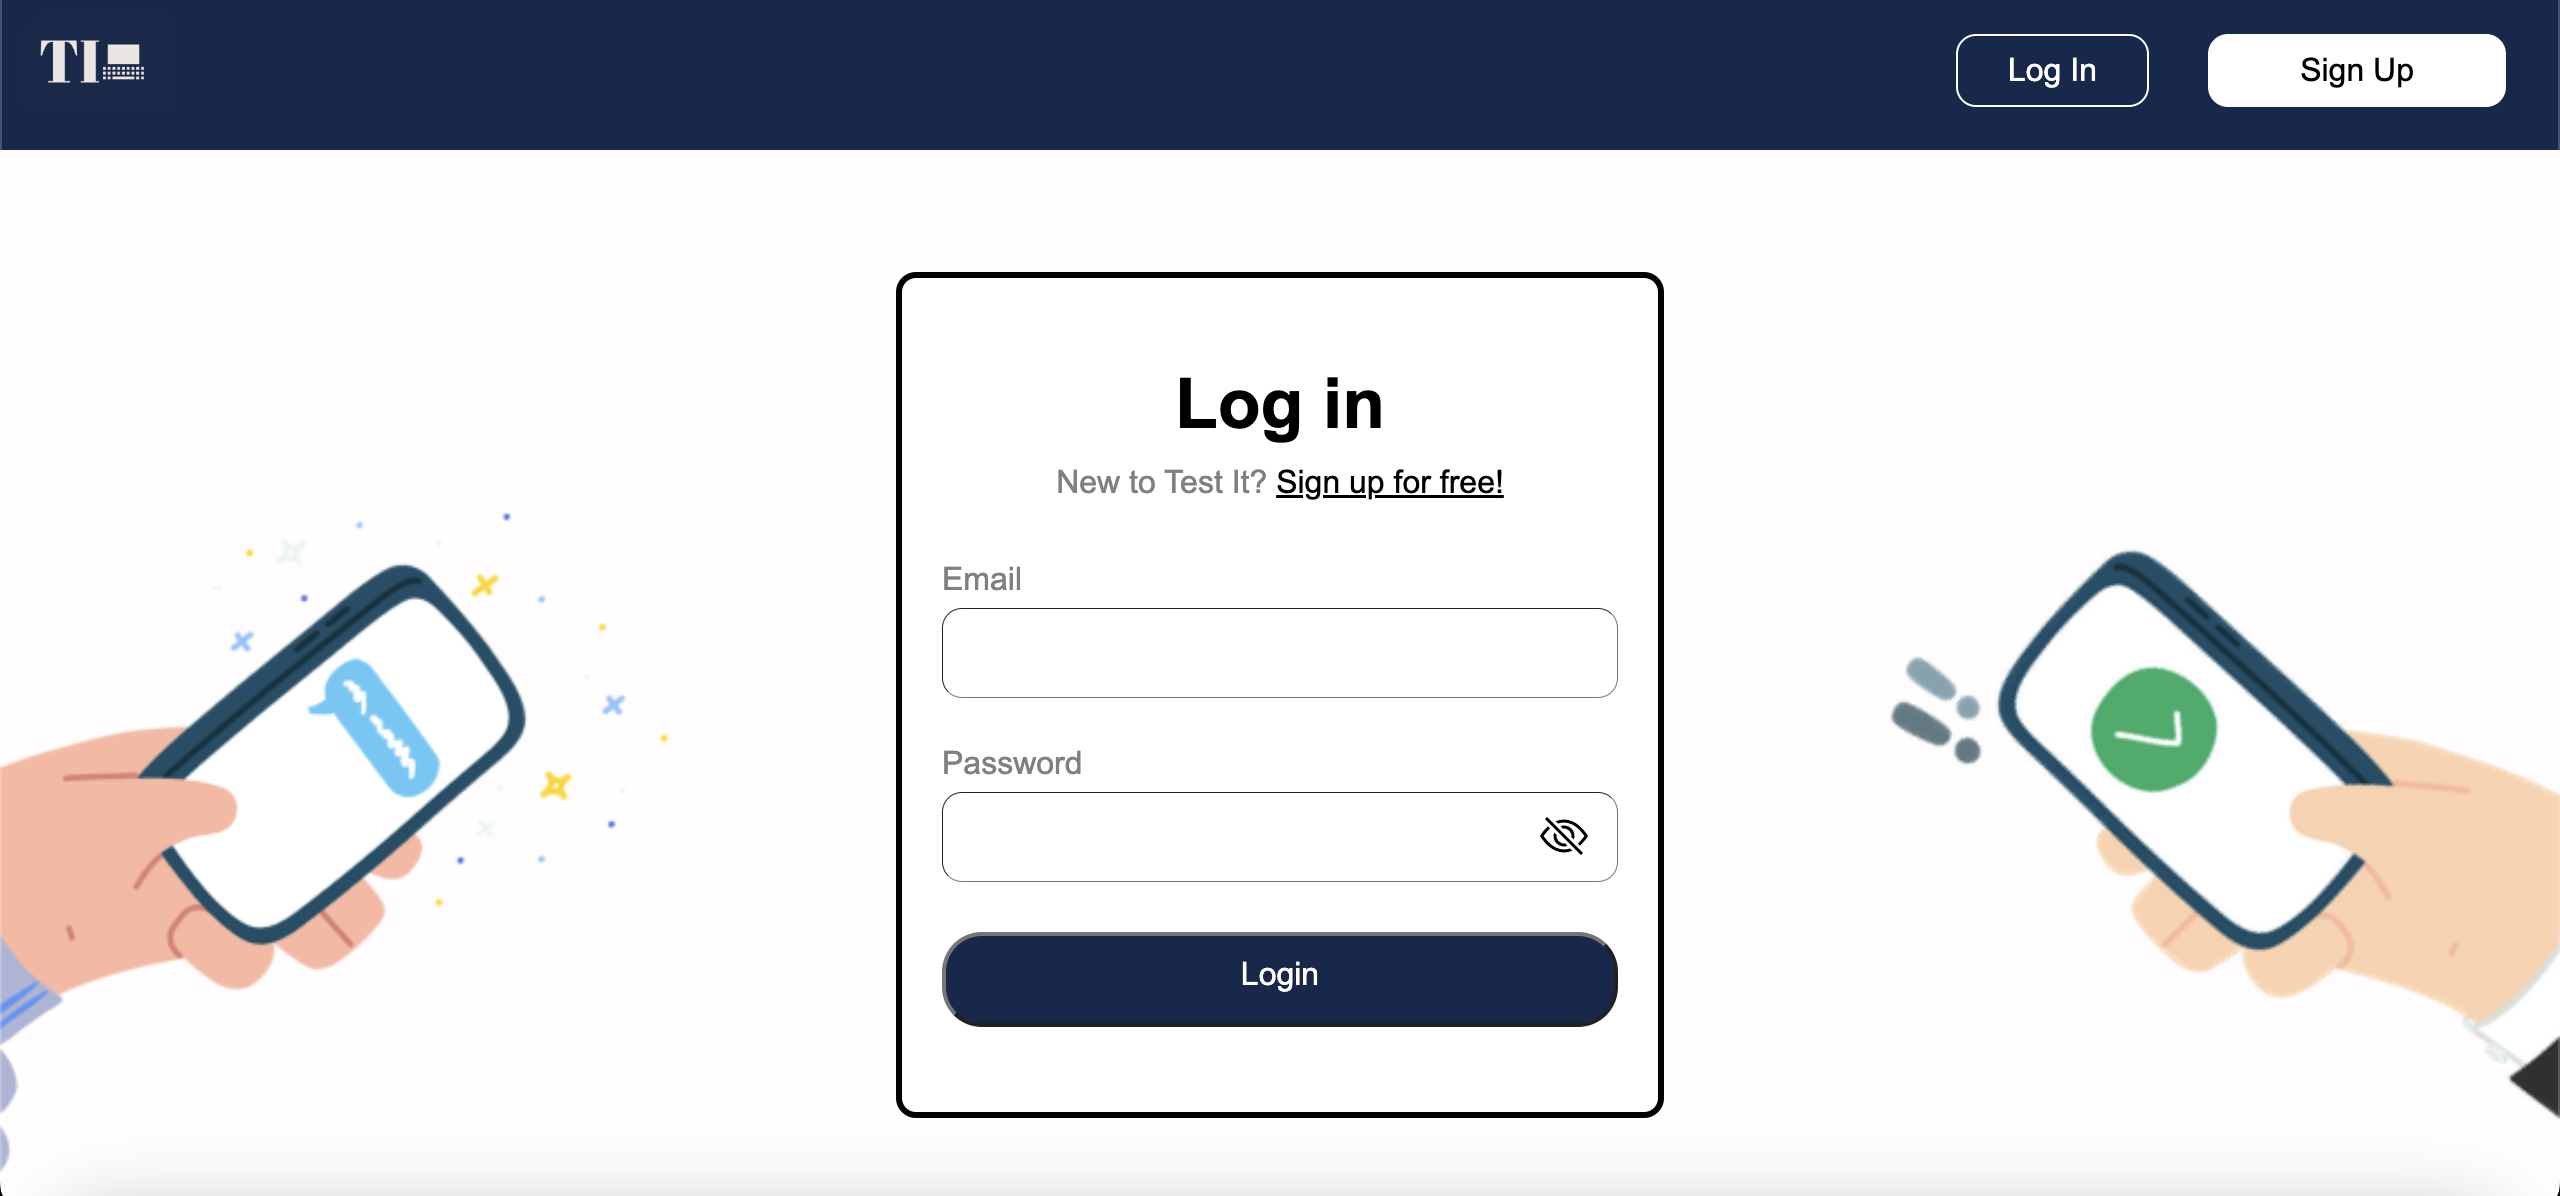 TI
Log In
Sign Up
Log in
New to Test It? Sign up for free!
Email
Password
Login